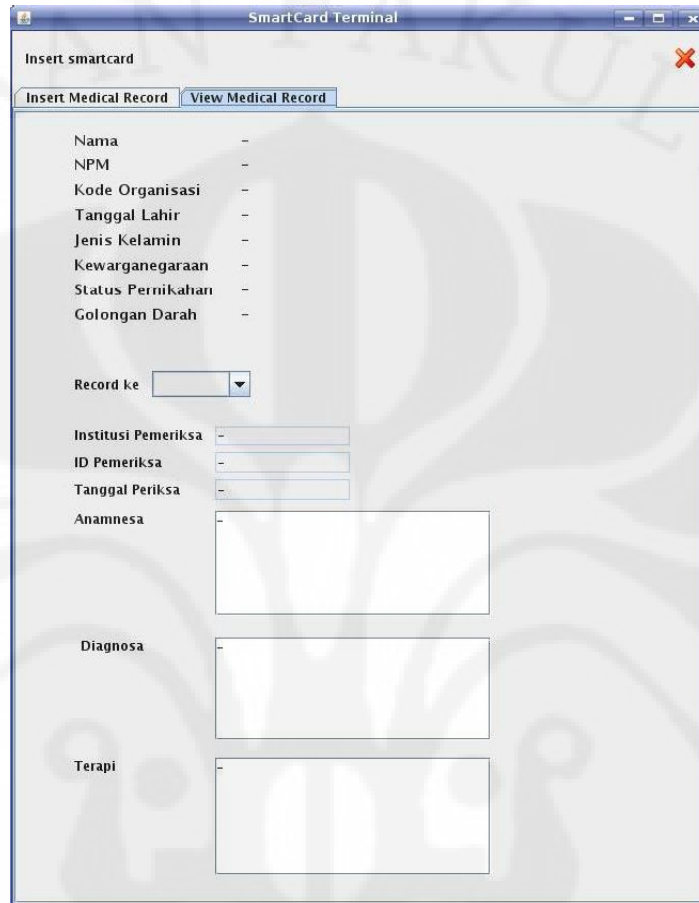 SmartCard Terminal
Insert smartcard
Insert Medical Record View Medical Record
Nama -
NPM -
Kode Organisasi -
Tanggal Lahir -
Jenis Kelamin -
Kewarganegaraan -
Status Pernikahan -
Golongan Darah -
Record ke
Institusi Pemeriksa -
ID Pemeriksa -
Tanggal Periksa -
Anamnesa -
Diagnosa -
Terapi -